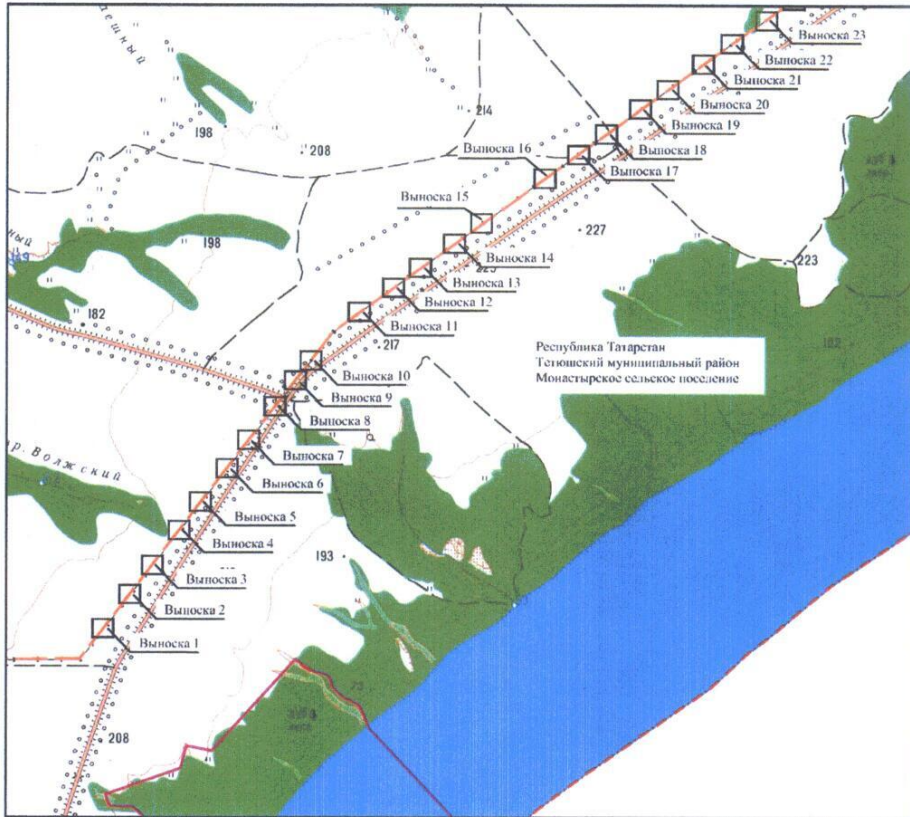 Выноска 23
Выноска 22
Выноска 21
Выноска 20
Выноска 19
Выноска 18
Выноска 17
Выноска 16
Выноска 15
Выноска 14
Выноска 13
Выноска 12
Выноска 11
Выноска 10
Выноска 9
Выноска 8
Выноска 7
Выноска 6
Выноска 5
Выноска 4
Выноска 3
Выноска 2
Выноска 1
214
198
208
198
227
223
182
217
Республика Татарстан
Тетюшский муниципальный район
Монастырское сельское поселение
р. Волжский
193
208